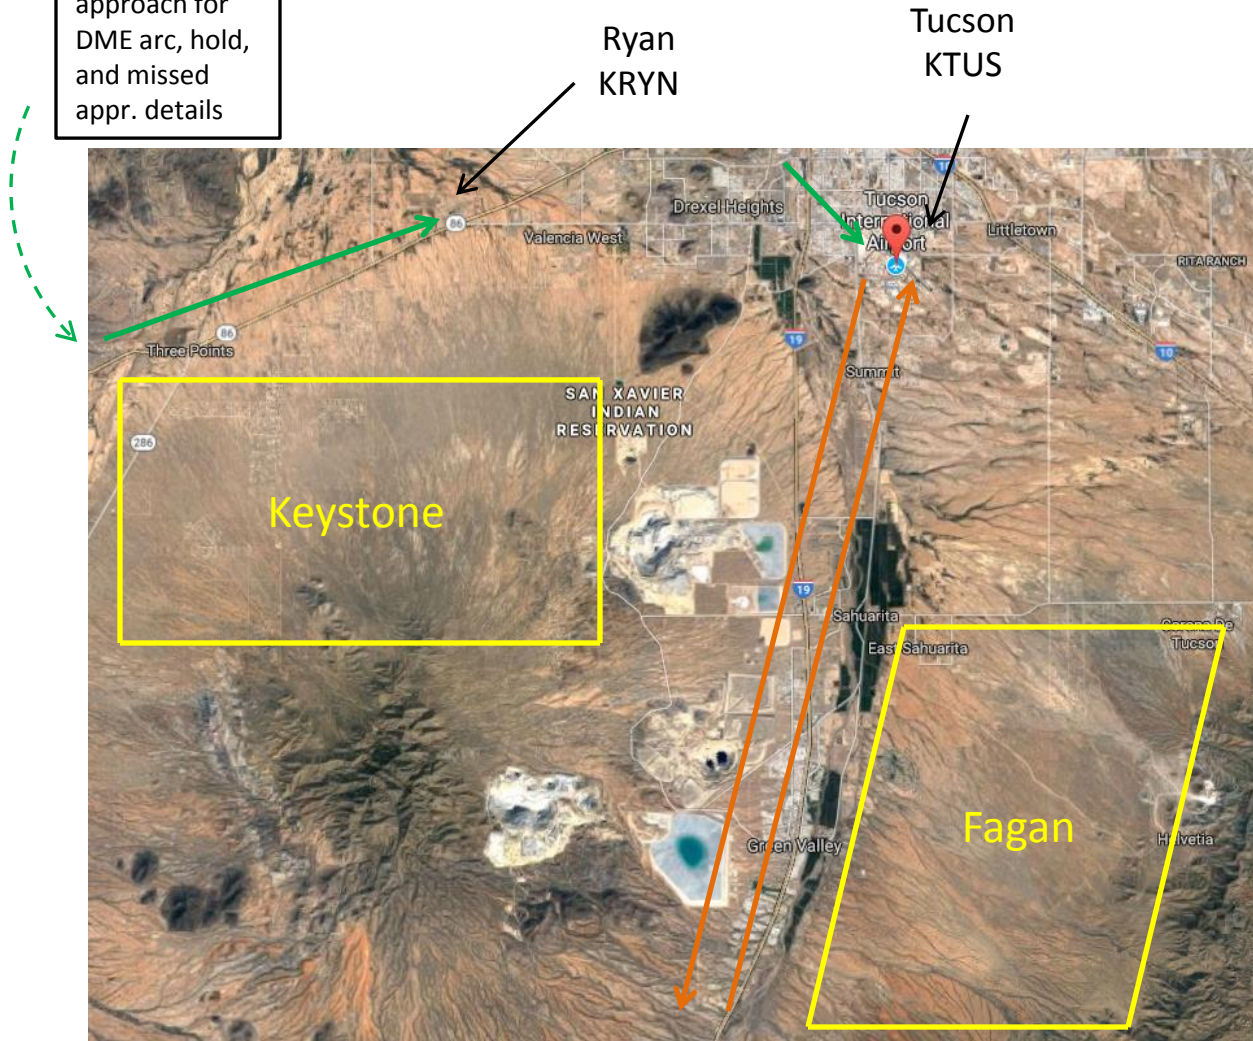 approach for
DME arc, hold,
and missed
appr. details
Ryan
KRYN
Tucson
KTUS
10
Drexel Heights
Tucson
International
Airport
86
Valencia West
Littletown
RITA RANCH
86
Three Points
19
10
Summit
SAN XAVIER
INDIAN
RESERVATION
286
Keystone
19
Sahuarita
East Sahuarita
Corona De
Tucson
Fagan
Green Valley
Helvetia